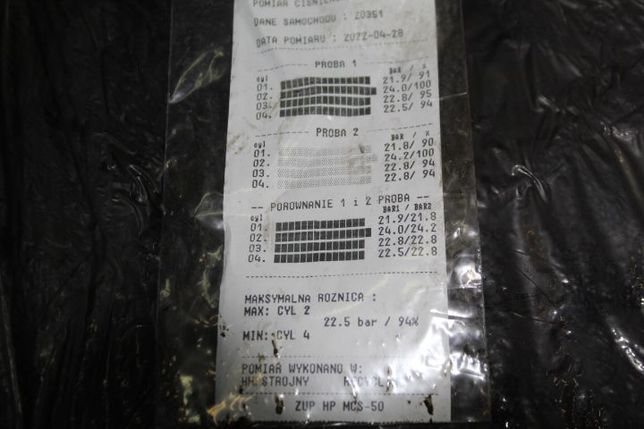 POMIAR CIŚNIENIA
DANE SAMOCHODU : Z0351
DATA POMIARU : 2022-04-28
PROBA 1
cyl BAR / %
01. 21.9/ 91
02. 24.0/100
03. 22.8/ 95
04. 22.5/ 94
PROBA 2
cyl BAR / %
01. 21.8/ 90
02. 24.2/100
03. 22.8/ 94
04. 22.8/ 94
-- POROWNANIE 1 i 2 PROBA --
cyl BAR1 / BAR2
01. 21.9/21.8
02. 24.0/24.2
03. 22.8/22.8
04. 22.5/22.8
MAKSYMALNA ROZNICA :
MAX: CYL 2
22.5 bar / 94%
MIN: CYL 4
POMIAR WYKONANO W:
STROJNY
ZUP HP MCS-50